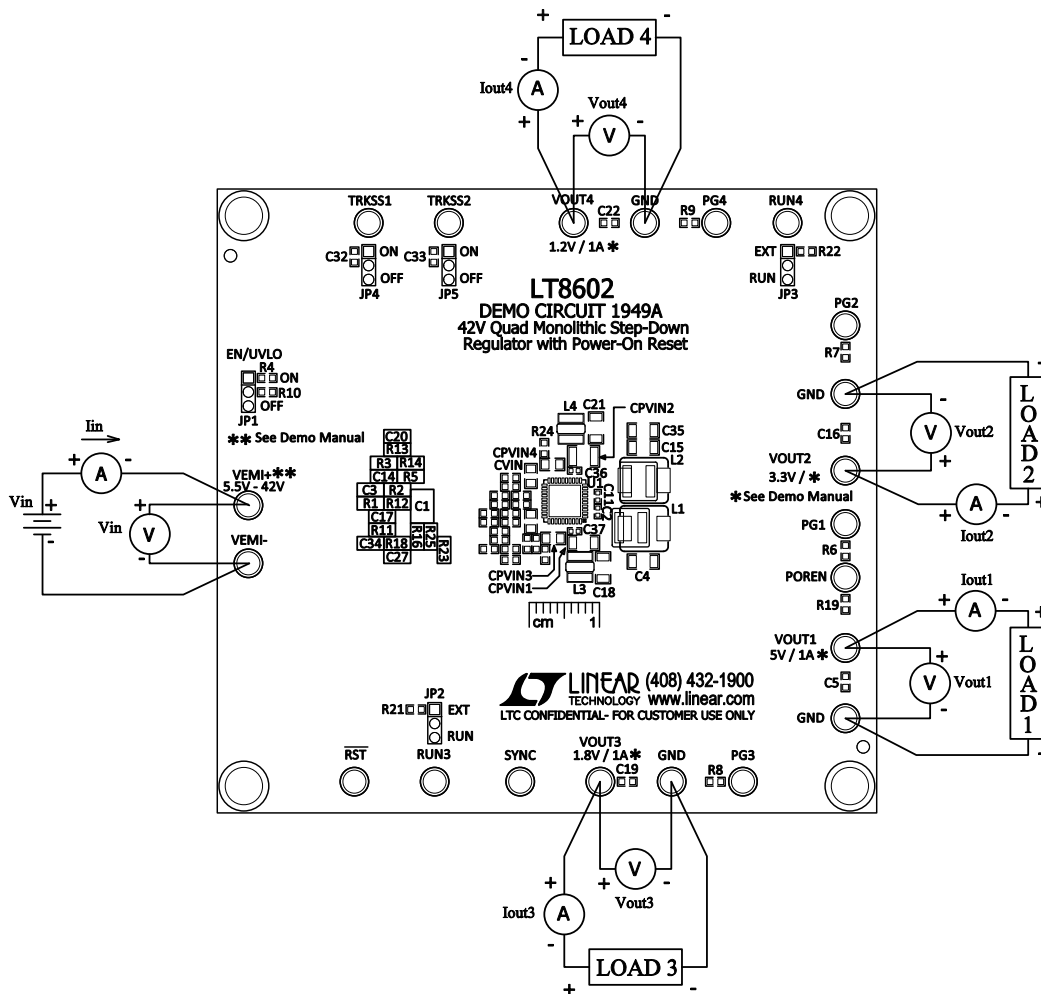 + -
LOAD 4
-
Iout4 A
+
Vout4
+ V -
TRKSS1
TRKSS2
VOUT4
GND
PG4
RUN4
C22
R9
1.2V / 1A *
C32 ON
OFF
JP4
C33 ON
OFF
JP5
EXT R22
RUN
JP3
LT8602
DEMO CIRCUIT 1949A
42V Quad Monolithic Step-Down
Regulator with Power-On Reset
PG2
R7
EN/UVLO
R4 ON
R10
OFF
JP1
** See Demo Manual
GND
-
V Vout2
+
C16
VOUT2
3.3V / *
*See Demo Manual
-
LOAD2
+
+ A -
Iout2
Iin
+ A -
Vin +
-
VEMI+**
5.5V - 42V
+
Vin V
-
VEMI-
C20
R13
R3 R14
C14 R5
C3 R2
R1 R12
C17
C1
R11
C34 R18
C27
R16
R25
R23
L4
C21
CPVIN2
R24
C35
C15
CPVIN4
CVIN
L2
C36
U1
C11
C2
L1
C37
CPVIN3
CPVIN1
L3
C18
C4
cm 1
PG1
R6
POREN
R19
Iout1
+ A -
VOUT1
5V / 1A *
+
V Vout1
-
C5
GND
+
LOAD1
-
LINEAR
TECHNOLOGY
(408) 432-1900
www.linear.com
LTC CONFIDENTIAL- FOR CUSTOMER USE ONLY
JP2
R21 EXT
RUN
RST
RUN3
SYNC
VOUT3
1.8V / 1A*
C19
GND
R8
PG3
+ V -
Vout3
+
Iout3 A
-
LOAD 3
+ -